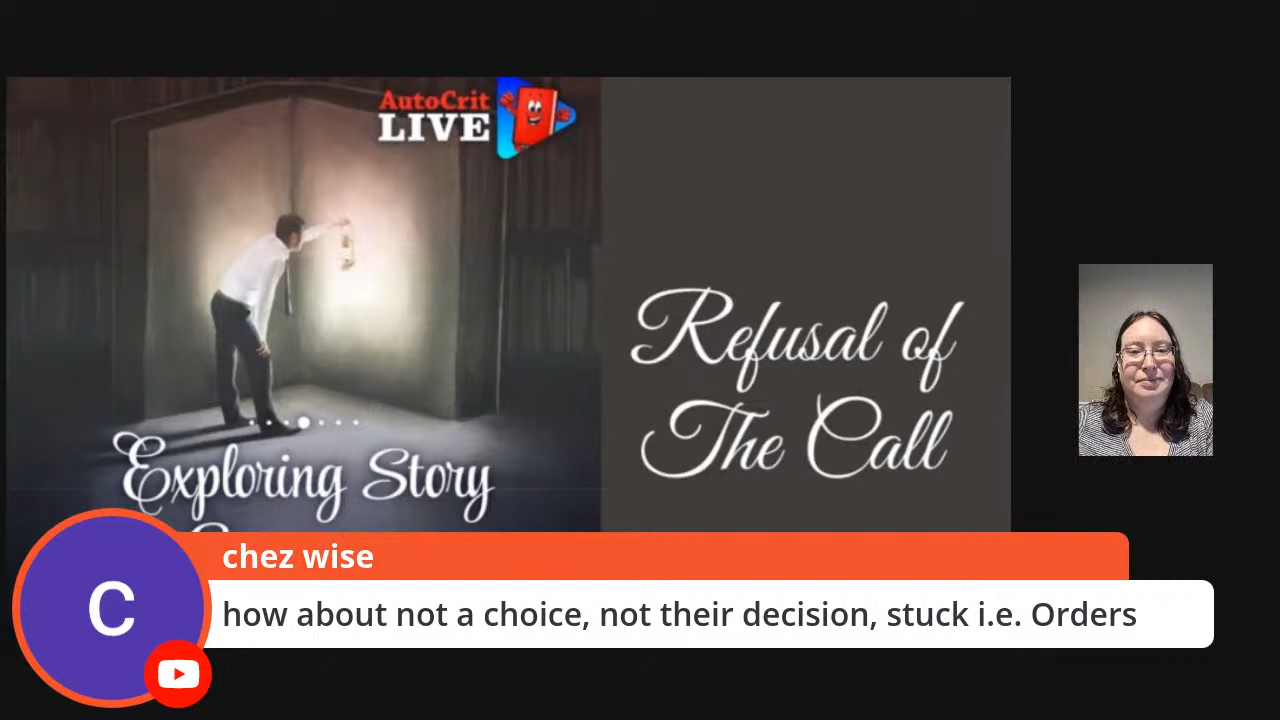 AutoCrit
LIVE
Refusal of
The Call
Exploring Story
chez wise
C
how about not a choice, not their decision, stuck i.e. Orders